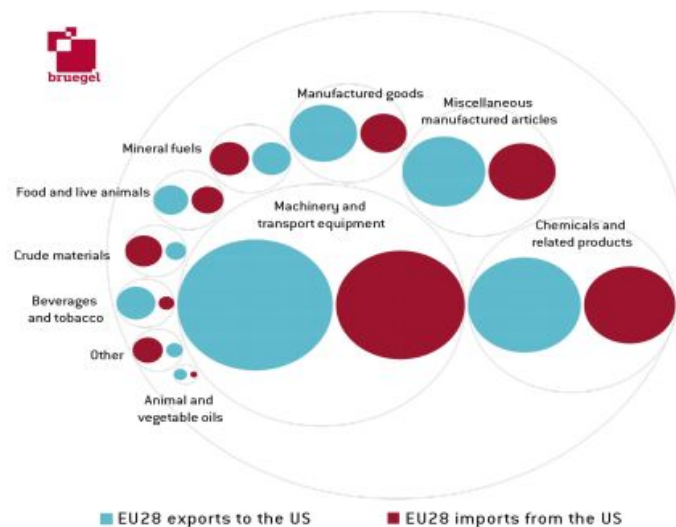 bruegel
Manufactured goods
Miscellaneous
manufactured articles
Mineral fuels
Food and live animals
Machinery and
transport equipment
Chemicals and
related products
Crude materials
Beverages
and tobacco
Other
Animal and
vegetable oils
EU28 exports to the US
EU28 imports from the US